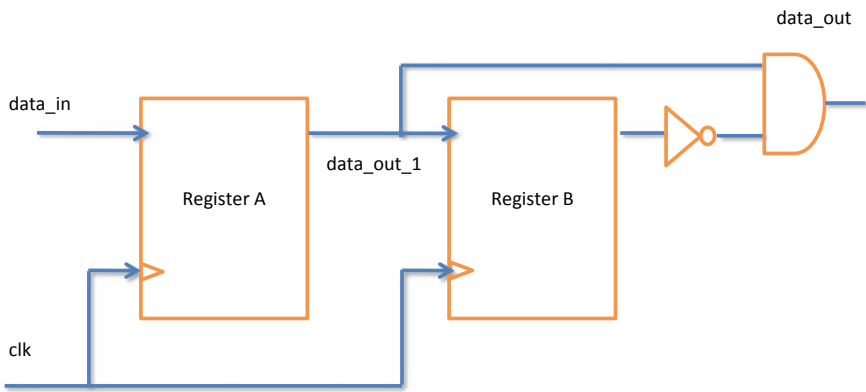 data_out
data_in
data_out_1
Register A
Register B
clk